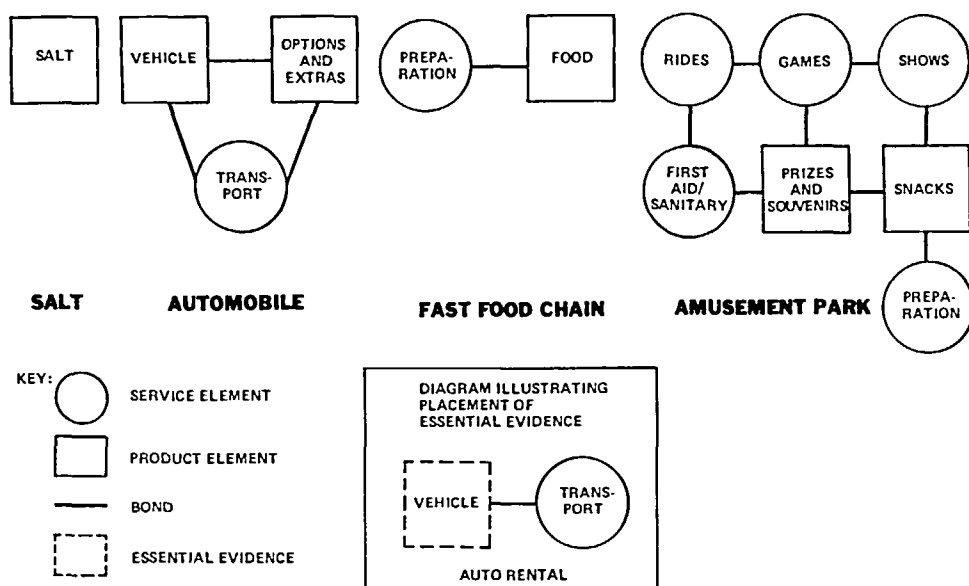 SALT
VEHICLE
OPTIONS
AND
EXTRAS
TRANS-
PORT
PREPA-
RATION
FOOD
RIDES
GAMES
SHOWS
FIRST
AID/
SANITARY
PRIZES
AND
SOUVENIRS
SNACKS
PREPA-
RATION
SALT
AUTOMOBILE
FAST FOOD CHAIN
AMUSEMENT PARK
KEY:
SERVICE ELEMENT
PRODUCT ELEMENT
BOND
ESSENTIAL EVIDENCE
DIAGRAM ILLUSTRATING
PLACEMENT OF
ESSENTIAL EVIDENCE
VEHICLE
TRANS-
PORT
AUTO RENTAL